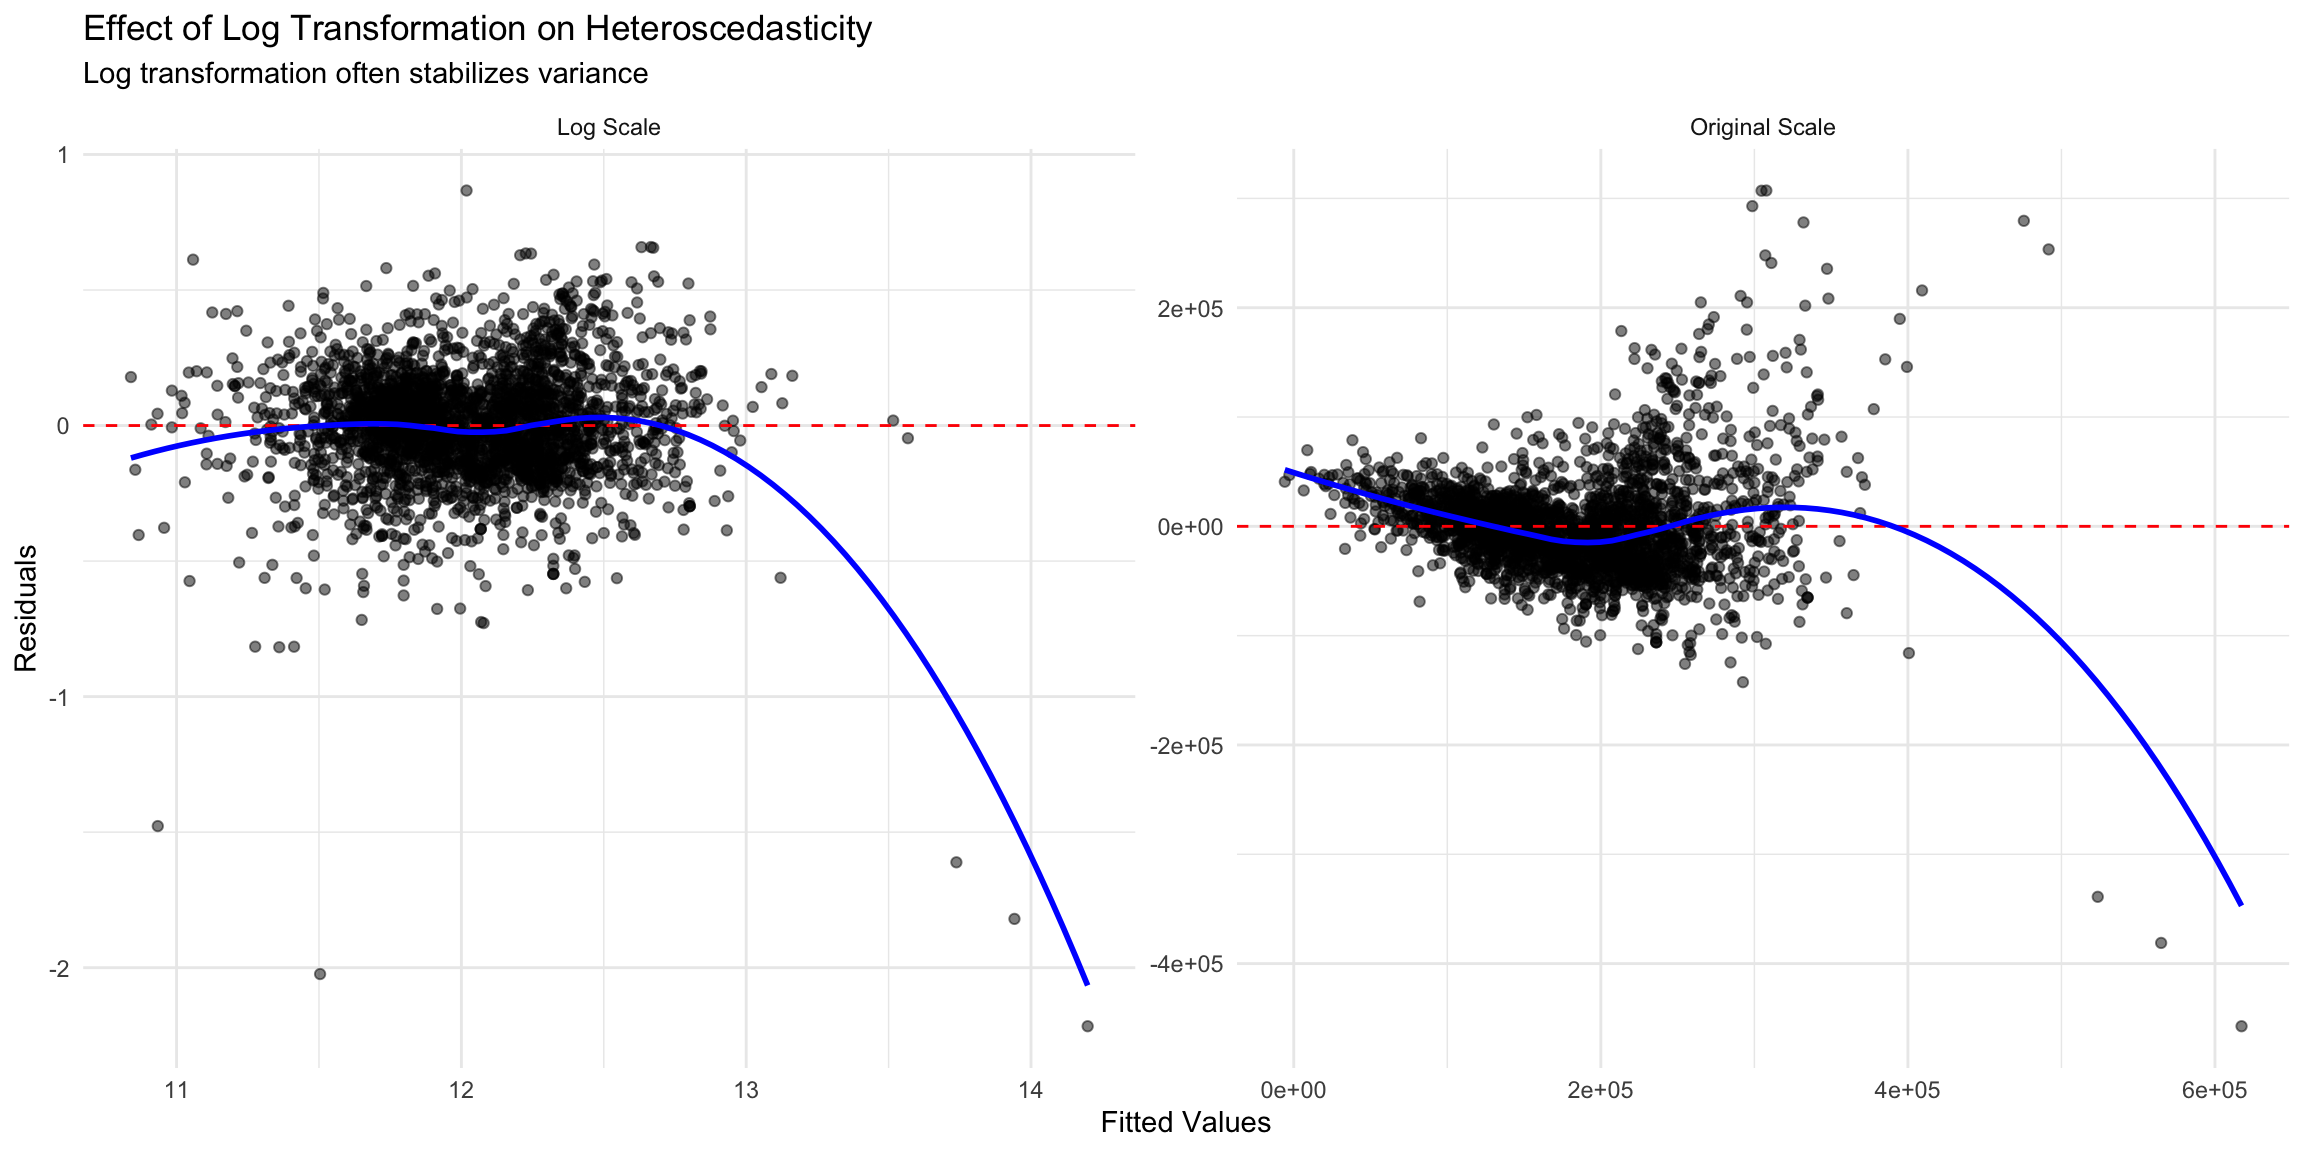 Effect of Log Transformation on Heteroscedasticity
Log transformation often stabilizes variance
Log Scale
Original Scale
1
0
-1
-2
2e+05
0e+00
-2e+05
-4e+05
Residuals
11
12
13
14
0e+00
2e+05
4e+05
6e+05
Fitted Values